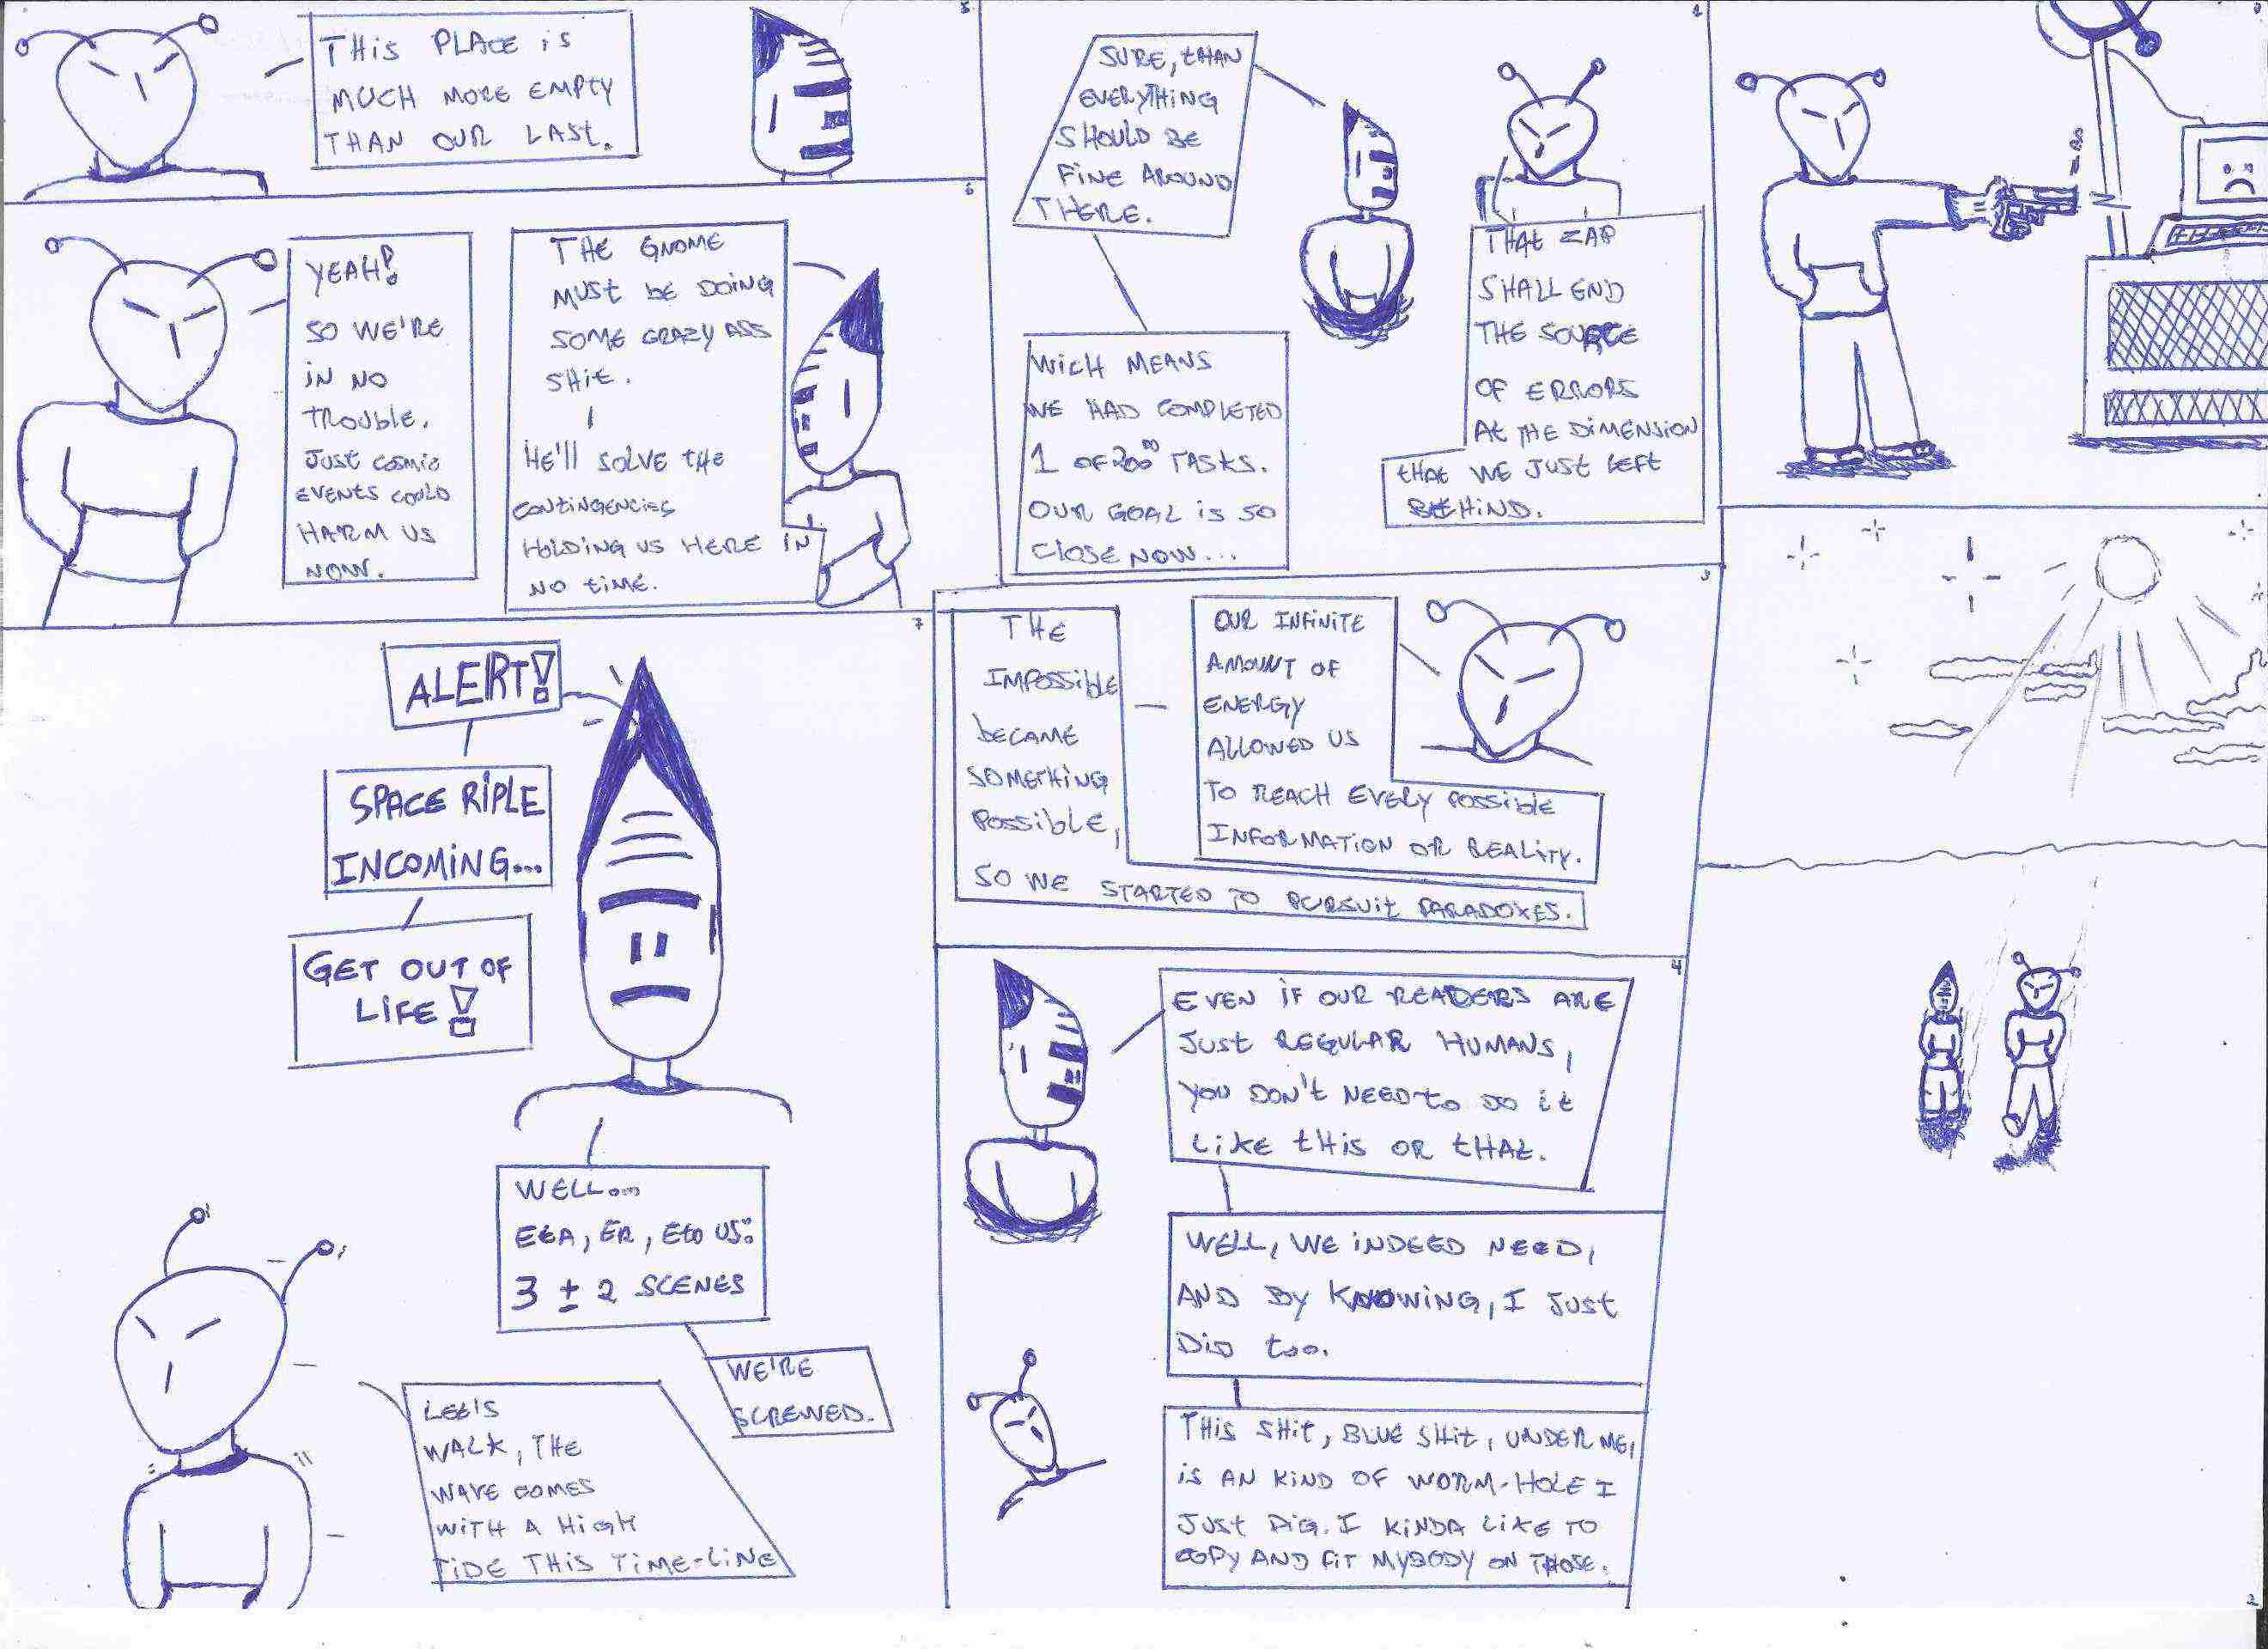 1
THAT ZAP
SHALL END
THE SOURCE
OF ERRORS
AT THE DIMENSION
THAT WE JUST LEFT
BEHIND.
SURE, THAN
EVERYTHING
SHOULD BE
FINE AROUND
THERE.
WICH MEANS
WE HAD COMPLETED
1 OF TASKS.
OUR GOAL IS SO
CLOSE NOW...
2
3
OUR INFINITE
AMOUNT OF
ENERGY
ALLOWED US
TO REACH EVERY POSSIBLE
INFORMATION OR REALITY.
THE
IMPOSSIBLE
BECAME
SOMETHING
POSSIBLE,
SO WE STARTED TO PURSUIT PARADOXES.
4
EVEN IF OUR READERS ARE
JUST REGULAR HUMANS,
YOU DON'T NEED TO DO IT
LIKE THIS OR THAT.
WELL, WE INDEED NEED,
AND BY KNOWING, I JUST
DID TOO.
THIS SHIT, BLUE SHIT, UNDER ME,
IS AN KIND OF WORM-HOLE I
JUST DIG. I KINDA LIKE TO
COPY AND FIT MYBODY ON THOSE.
5
THIS PLACE IS
MUCH MORE EMPTY
THAN OUR LAST.
6
YEAH!
SO WE'RE
IN NO
TROUBLE.
JUST COSMIC
EVENTS COULD
HARM US
NOW.
THE GNOME
MUST BE DOING
SOME CRAZY ASS
SHIT.
HE'LL SOLVE THE
CONTINGENCIES
HOLDING US HERE IN
NO TIME.
7
ALERT!
SPACE RIPLE
INCOMING...
GET OUT OF
LIFE!
WELL...
ETA, ER, ETO US:
3 ± 2 SCENES
WE'RE
SCREWED.
LET'S
WALK, THE
WAVE COMES
WITH A HIGH
TIDE THIS TIME-LINE